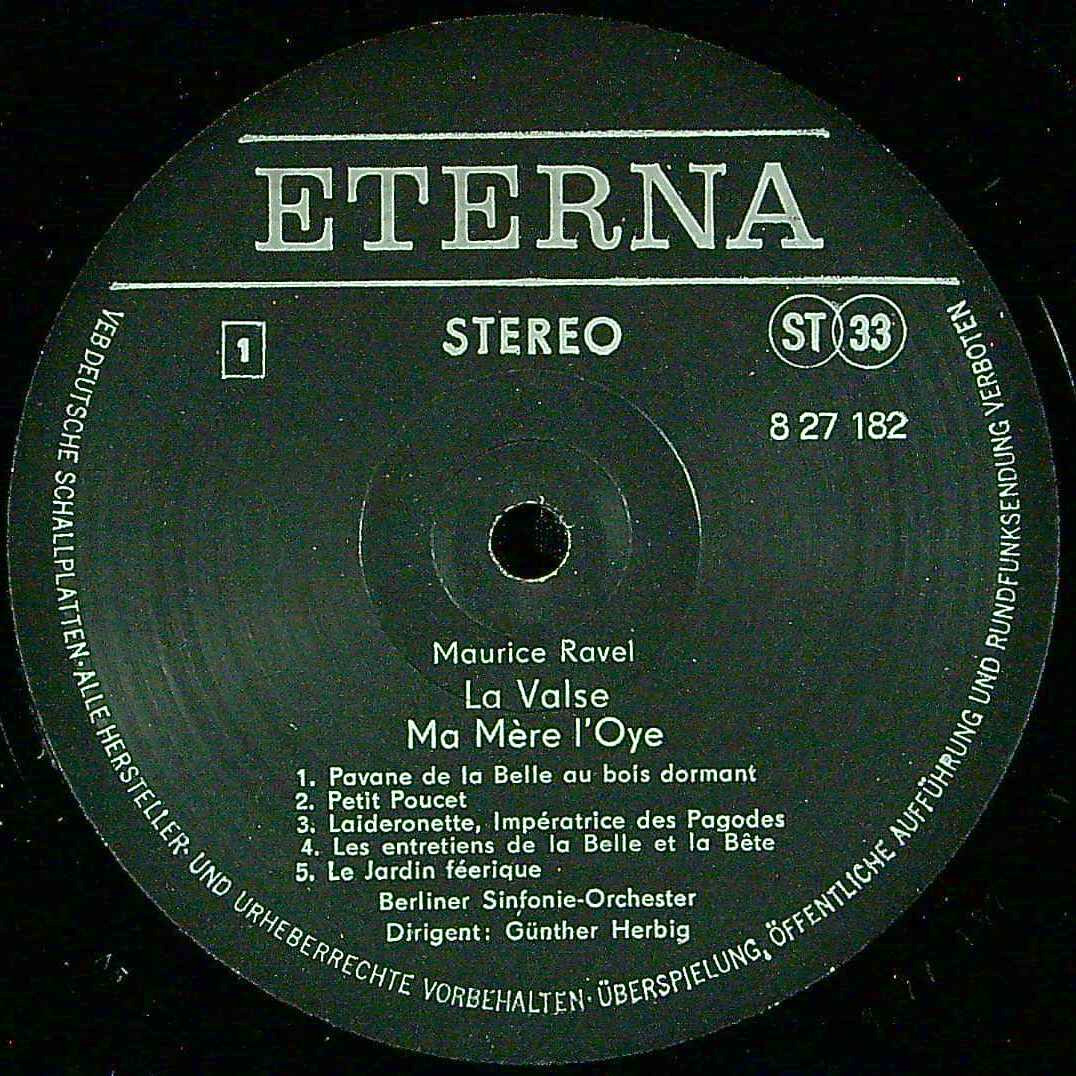 ETERNA
1
STEREO
ST 33
8 27 182
Maurice Ravel
La Valse
Ma Mère l'Oye
1. Pavane de la Belle au bois dormant
2. Petit Poucet
3. Laideronette, Impératrice des Pagodes
4. Les entretiens de la Belle et la Bête
5. Le Jardin féerique
Berliner Sinfonie-Orchester
Dirigent: Günther Herbig
VEB DEUTSCHE SCHALLPLATTEN · ALLE HERSTELLER- UND URHEBERRECHTE VORBEHALTEN · ÜBERSPIELUNG, ÖFFENTLICHE AUFFÜHRUNG UND RUNDFUNKSENDUNG VERBOTEN